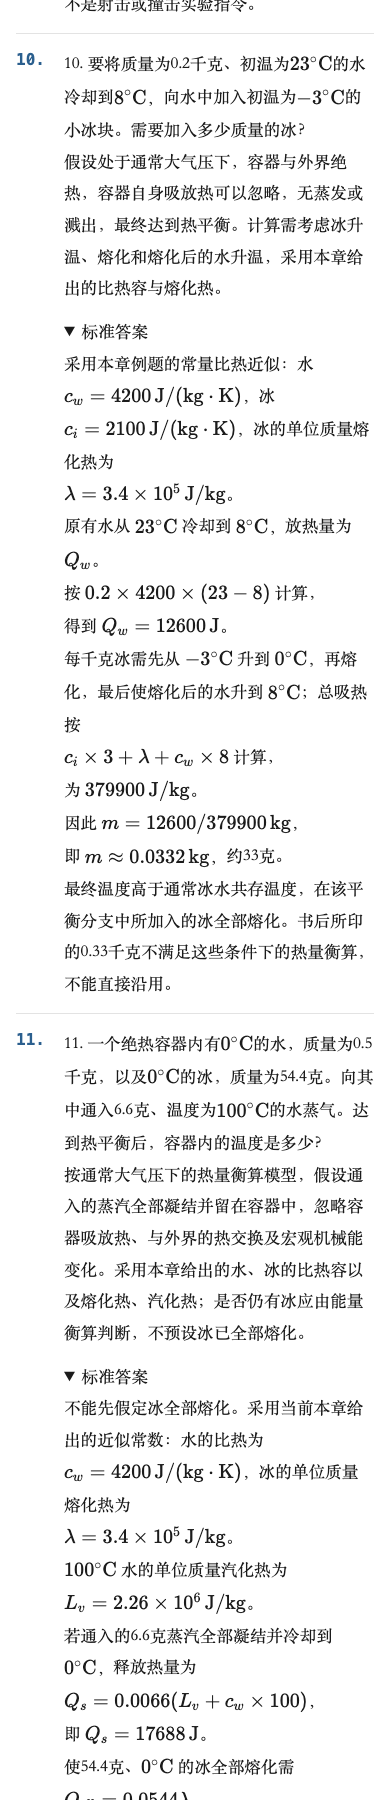 不是射击或撞击实验指令。
10. 10. 要将质量为0.2千克、初温为23°C的水
冷却到8°C，向水中加入初温为−3°C的
小冰块。需要加入多少质量的冰？
假设处于通常大气压下，容器与外界绝
热，容器自身吸放热可以忽略，无蒸发或
溅出，最终达到热平衡。计算需考虑冰升
温、熔化和熔化后的水升温，采用本章给
出的比热容与熔化热。
▼ 标准答案
采用本章例题的常量比热近似：水
c_w = 4200 J/(kg · K)，冰
c_i = 2100 J/(kg · K)，冰的单位质量熔
化热为
λ = 3.4 × 10⁵ J/kg。
原有水从 23°C 冷却到 8°C，放热量为
Q_w。
按 0.2 × 4200 × (23 − 8) 计算，
得到 Q_w = 12600 J。
每千克冰需先从 −3°C 升到 0°C，再熔
化，最后使熔化后的水升到 8°C；总吸热
按
c_i × 3 + λ + c_w × 8 计算，
为 379900 J/kg。
因此 m = 12600/379900 kg，
即 m ≈ 0.0332 kg，约33克。
最终温度高于通常冰水共存温度，在该平
衡分支中所加入的冰全部熔化。书后所印
的0.33千克不满足这些条件下的热量衡算，
不能直接沿用。
11. 11. 一个绝热容器内有0°C的水，质量为0.5
千克，以及0°C的冰，质量为54.4克。向其
中通入6.6克、温度为100°C的水蒸气。达
到热平衡后，容器内的温度是多少？
按通常大气压下的热量衡算模型，假设通
入的蒸汽全部凝结并留在容器中，忽略容
器吸放热、与外界的热交换及宏观机械能
变化。采用本章给出的水、冰的比热容以
及熔化热、汽化热；是否仍有冰应由能量
衡算判断，不预设冰已全部熔化。
▼ 标准答案
不能先假定冰全部熔化。采用当前本章给
出的近似常数：水的比热为
c_w = 4200 J/(kg · K)，冰的单位质量
熔化热为
λ = 3.4 × 10⁵ J/kg。
100°C 水的单位质量汽化热为
L_v = 2.26 × 10⁶ J/kg。
若通入的6.6克蒸汽全部凝结并冷却到
0°C，释放热量为
Q_s = 0.0066(L_v + c_w × 100)，
即 Q_s = 17688 J。
使54.4克、0°C 的冰全部熔化需